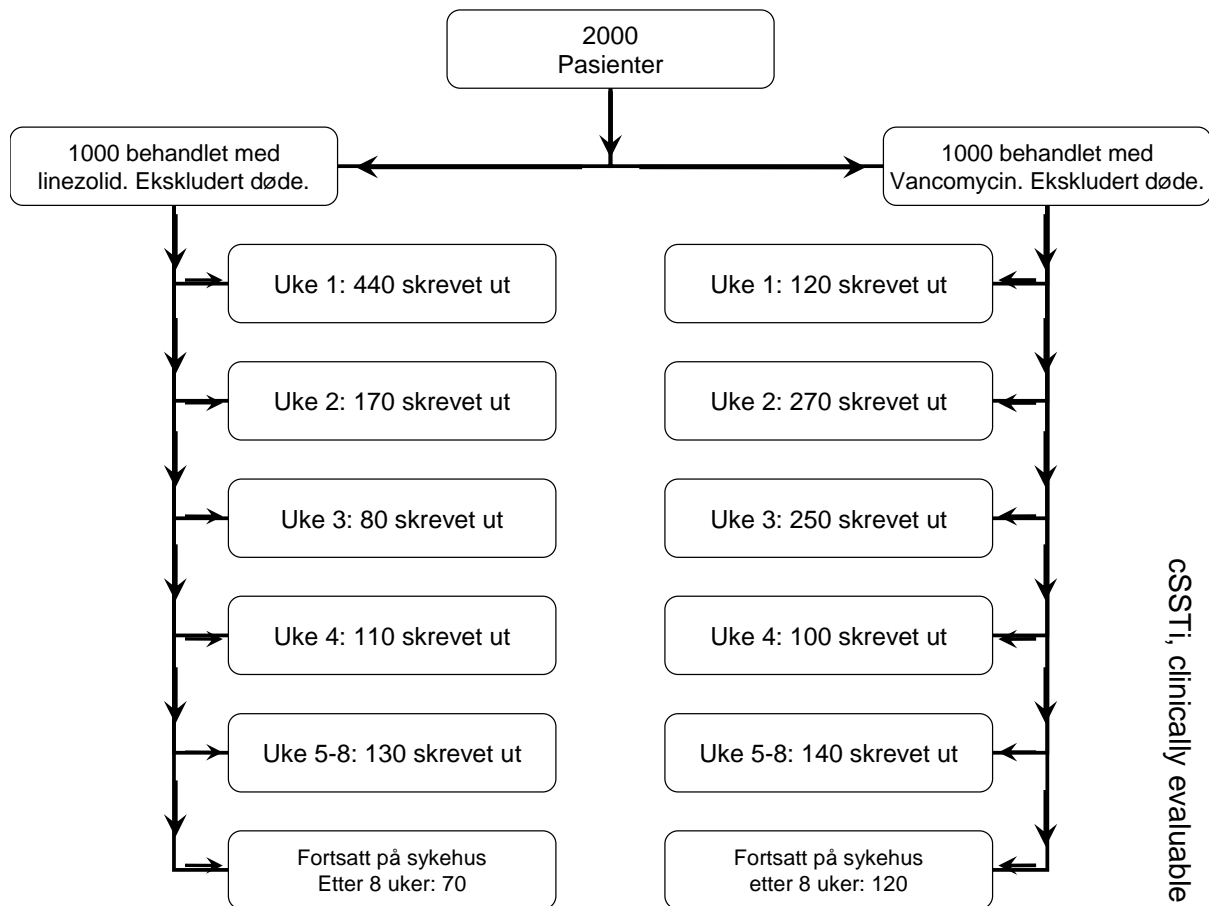 2000
Pasienter
1000 behandlet med
linezolid. Ekskludert døde.
1000 behandlet med
Vancomycin. Ekskludert døde.
Uke 1: 440 skrevet ut
Uke 1: 120 skrevet ut
Uke 2: 170 skrevet ut
Uke 2: 270 skrevet ut
Uke 3: 80 skrevet ut
Uke 3: 250 skrevet ut
Uke 4: 110 skrevet ut
Uke 4: 100 skrevet ut
Uke 5-8: 130 skrevet ut
Uke 5-8: 140 skrevet ut
Fortsatt på sykehus
Etter 8 uker: 70
Fortsatt på sykehus
etter 8 uker: 120
cSSTi, clinically evaluable